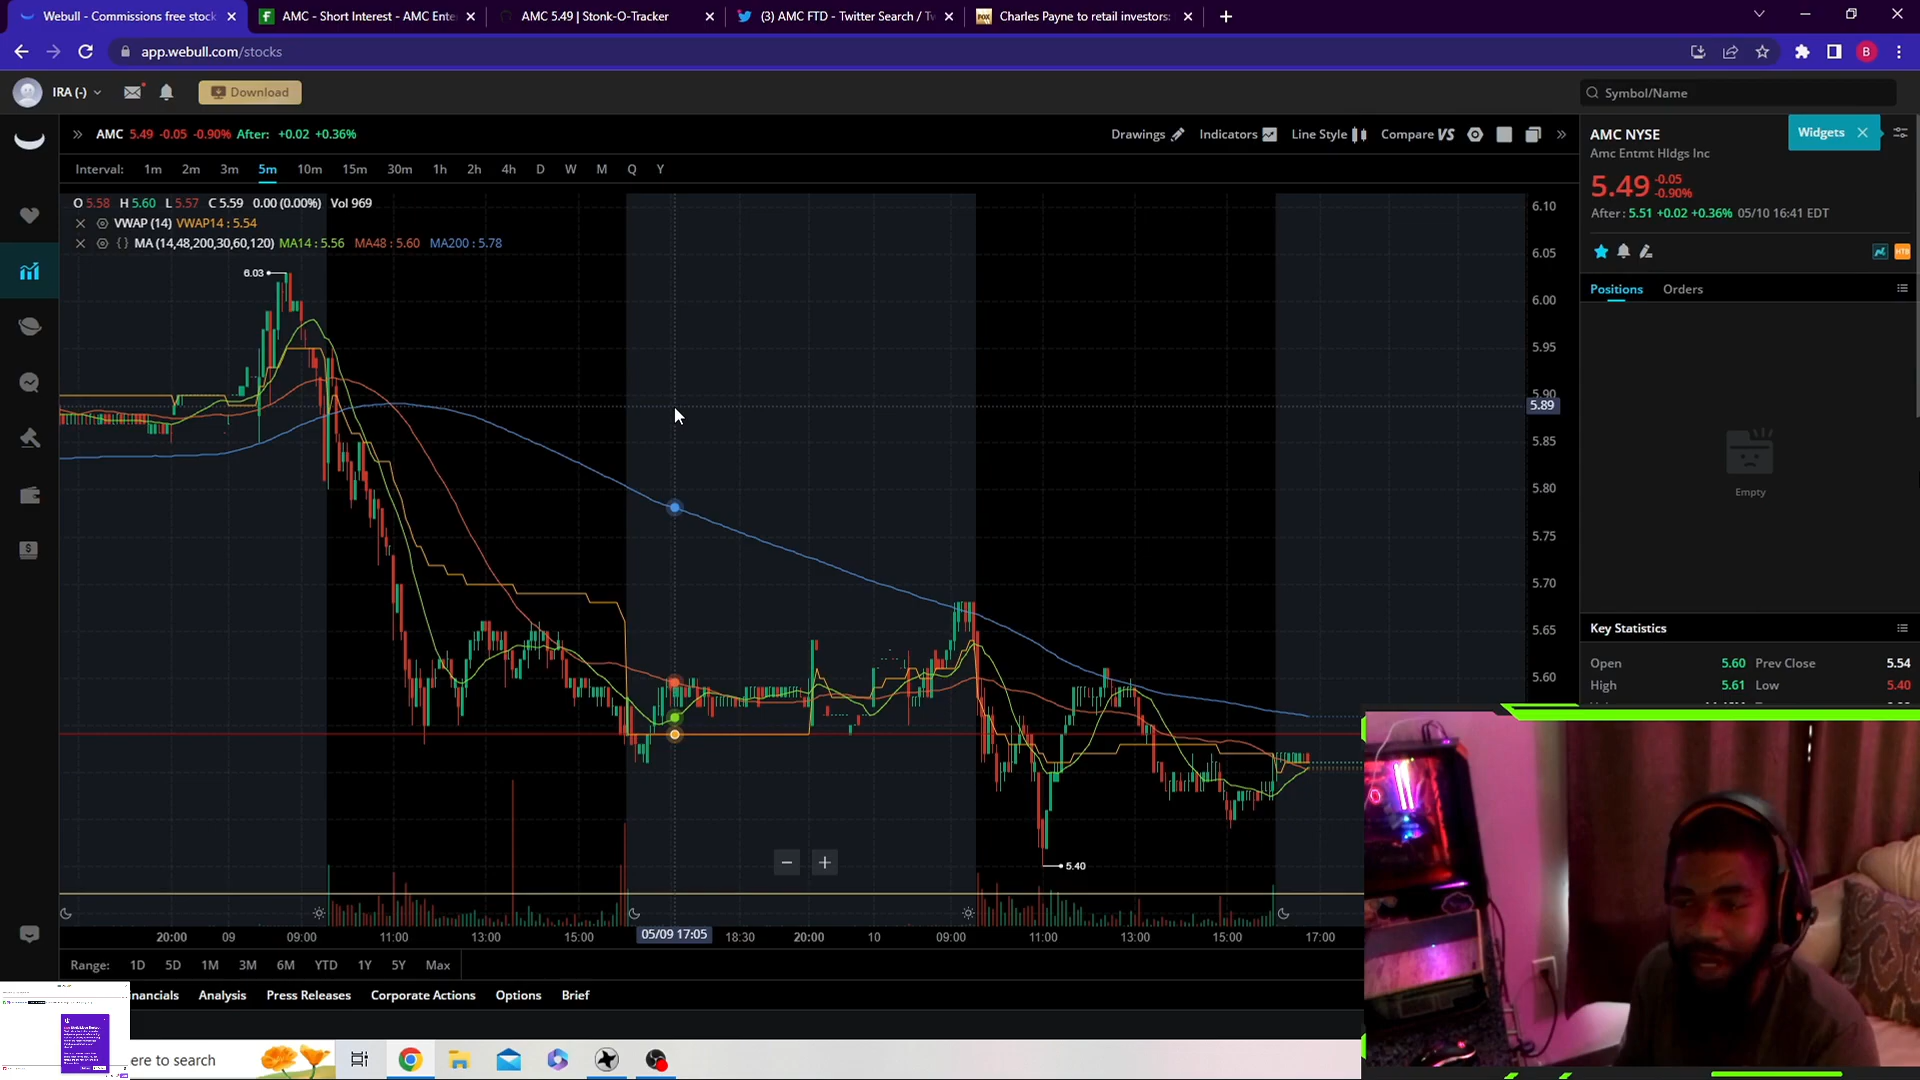 Webull - Commissions free stock
AMC - Short Interest - AMC Ente
AMC 5.49 | Stonk-O-Tracker
(3) AMC FTD - Twitter Search / Tw
Charles Payne to retail investors:
app.webull.com/stocks
B
IRA (-)
Download
Symbol/Name
AMC 5.49 -0.05 -0.90% After: +0.02 +0.36%
Drawings Indicators Line Style Compare VS
Interval: 1m 2m 3m 5m 10m 15m 30m 1h 2h 4h D W M Q Y
O 5.58 H 5.60 L 5.57 C 5.59 0.00 (0.00%) Vol 969
VWAP (14) VWAP14 : 5.54
MA (14,48,200,30,60,120) MA14 : 5.56 MA48 : 5.60 MA200 : 5.78
6.03
5.40
6.10
6.05
6.00
5.95
5.90
5.89
5.85
5.80
5.75
5.70
5.65
5.60
20:00 09 09:00 11:00 13:00 15:00 05/09 17:05 18:30 20:00 10 09:00 11:00 13:00 15:00 17:00
Range: 1D 5D 1M 3M 6M YTD 1Y 5Y Max
inancials Analysis Press Releases Corporate Actions Options Brief
AMC NYSE
Widgets
Amc Entmt Hldgs Inc
5.49 -0.05
-0.90%
After : 5.51 +0.02 +0.36% 05/10 16:41 EDT
HTB
Positions Orders
Empty
Key Statistics
Open 5.60 Prev Close 5.54
High 5.61 Low 5.40
ere to search